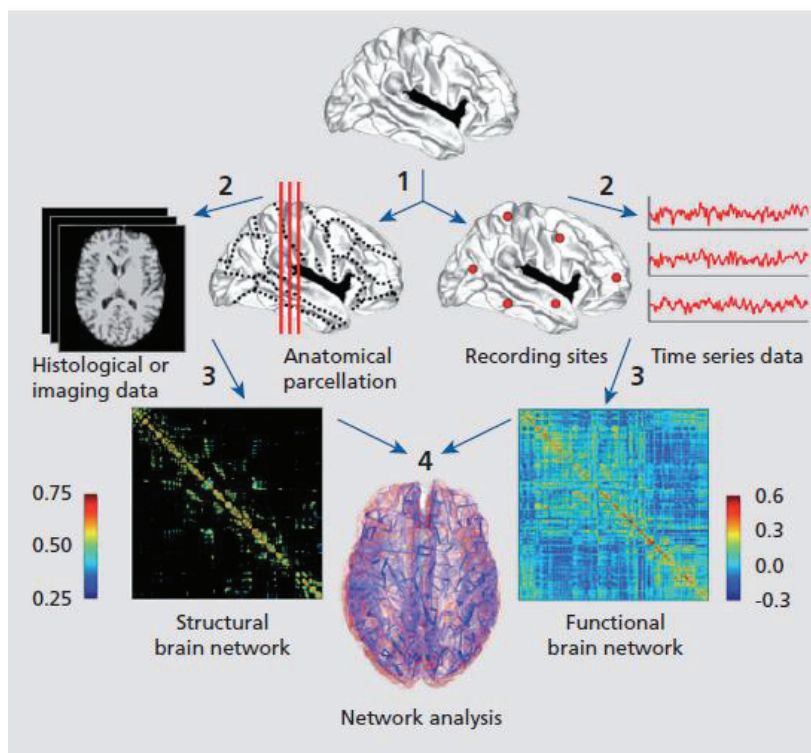 2
1
2
Histological or
imaging data
Anatomical
parcellation
Recording sites
Time series data
3
3
4
0.75
0.50
0.25
0.6
0.3
0.0
-0.3
Structural
brain network
Functional
brain network
Network analysis